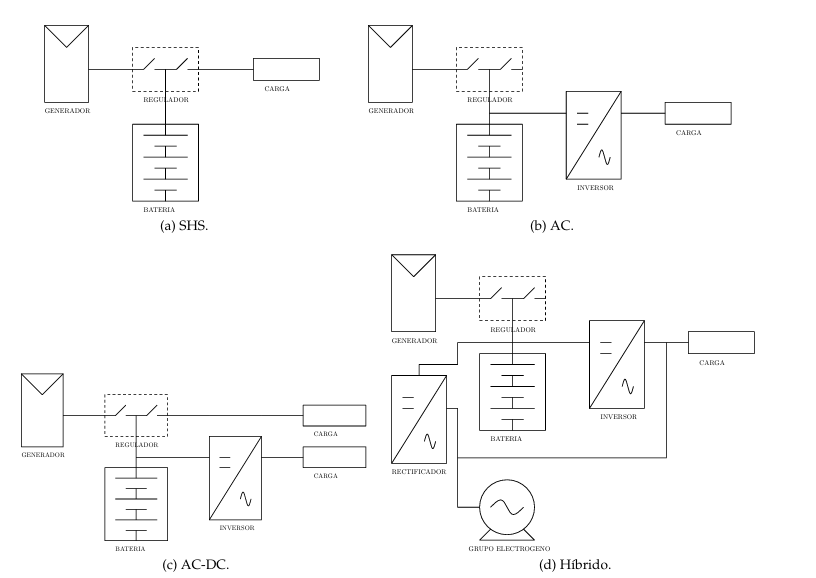 GENERADOR
REGULADOR
CARGA
BATERIA
(a) SHS.
GENERADOR
REGULADOR
CARGA
INVERSOR
BATERIA
(b) AC.
GENERADOR
REGULADOR
CARGA
CARGA
INVERSOR
BATERIA
(c) AC-DC.
GENERADOR
REGULADOR
CARGA
INVERSOR
BATERIA
RECTIFICADOR
GRUPO ELECTROGENO
(d) Híbrido.